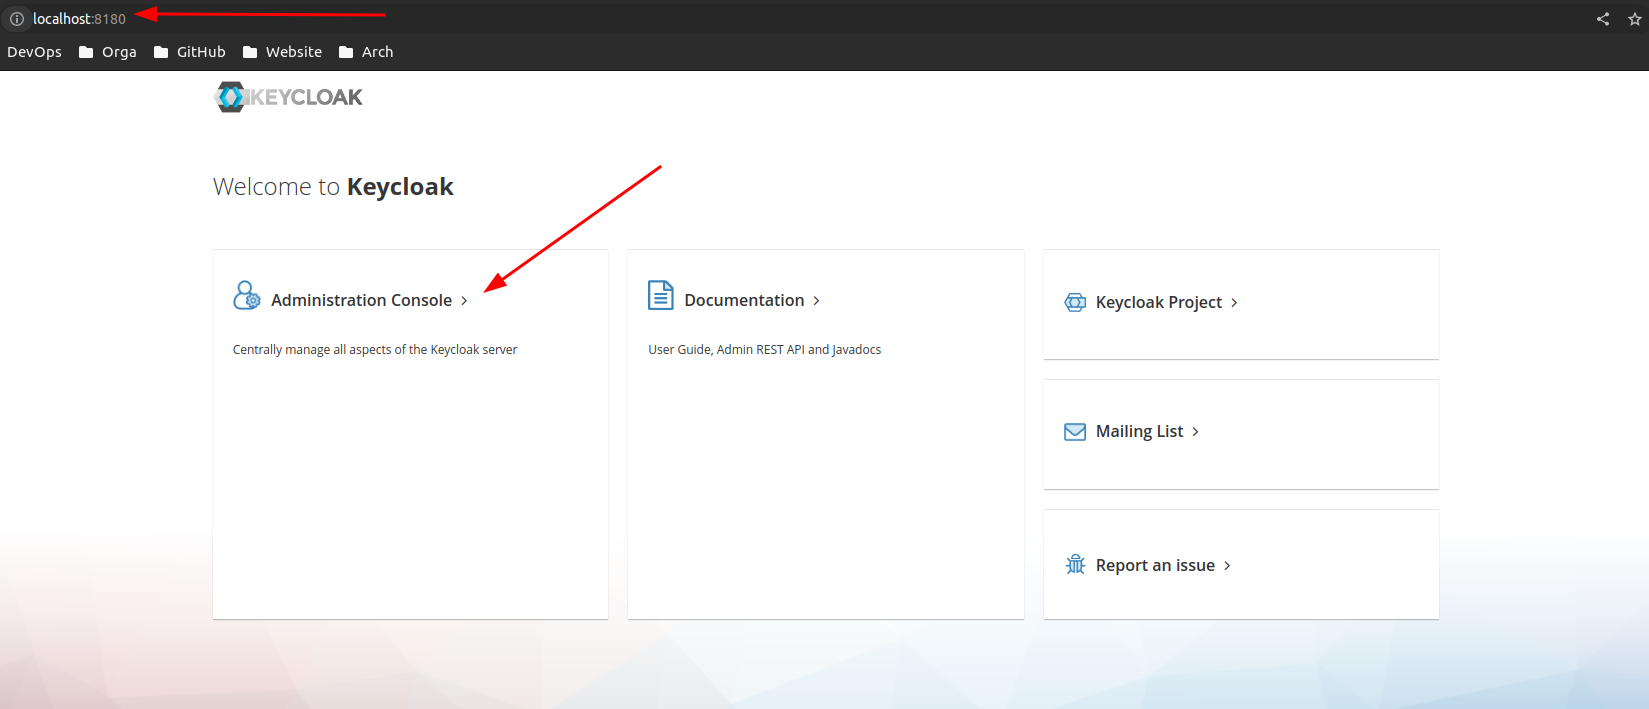 localhost:8180
DevOps Orga GitHub Website Arch
KEYCLOAK
Welcome to Keycloak
Administration Console
Centrally manage all aspects of the Keycloak server
Documentation
User Guide, Admin REST API and Javadocs
Keycloak Project
Mailing List
Report an issue